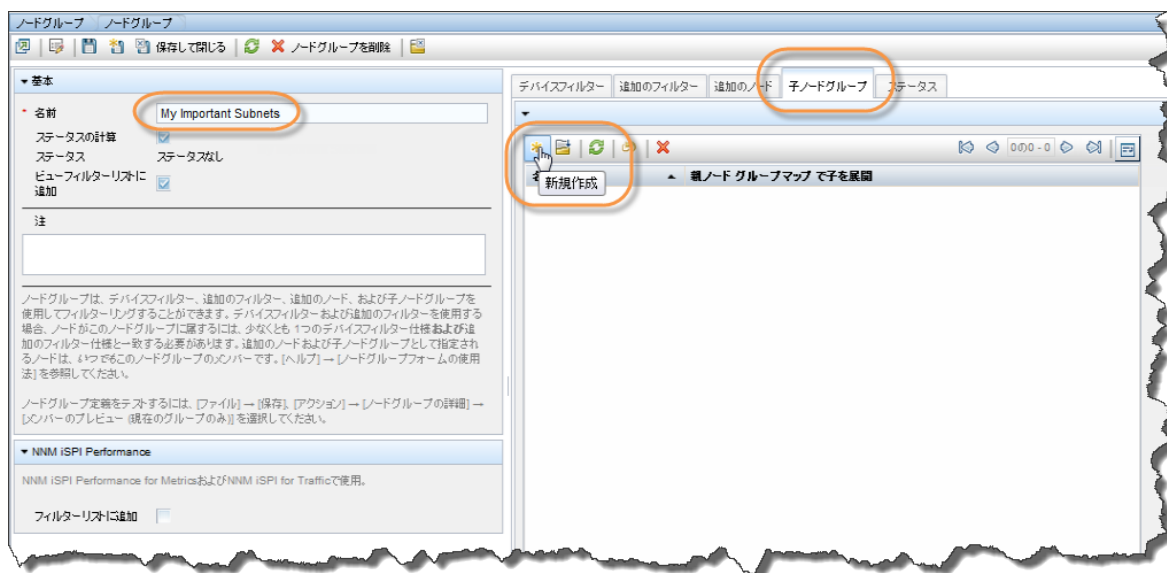 ノードグループ ノードグループ
保存して閉じる ノードグループを削除
基本
* 名前 My Important Subnets
ステータスの計算
ステータス ステータスなし
ビューフィルターリストに
追加
注
ノードグループは、デバイスフィルター、追加のフィルター、追加のノード、および子ノードグループを
使用してフィルターリングすることができます。デバイスフィルターおよび追加のフィルターを使用する
場合、ノードがこのノードグループに属するには、少なくとも 1つのデバイスフィルター仕様および追
加のフィルター仕様と一致する必要があります。追加のノードおよび子ノードグループとして指定され
るノードは、いつでもこのノードグループのメンバーです。[ヘルプ] → [ノードグループフォームの使用
法] を参照してください。
ノードグループ定義をテストするには、[ファイル] → [保存]、[アクション] → [ノードグループの詳細] →
[メンバーのプレビュー (現在のグループのみ)] を選択してください。
NNM iSPI Performance
NNM iSPI Performance for MetricsおよびNNM iSPI for Trafficで使用。
フィルターリストに追加
デバイスフィルター 追加のフィルター 追加のノード 子ノードグループ ステータス
0の0 - 0
親ノード グループマップ で子を展開
新規作成